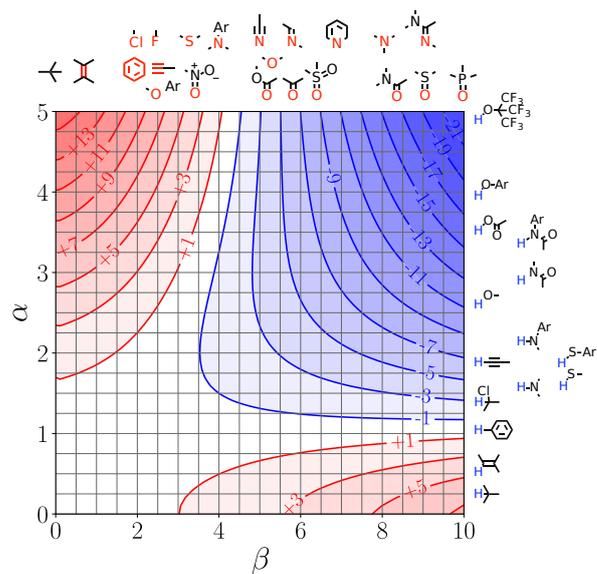 Cl F S Ar N N N N N N N
O
O Ar N+ O− O O O S O O N O S O P O
5 4 3 2 1 0
α
0 2 4 6 8 10
β
+13
+11
+9
+7
+5
+3
+1
-1
-3
-5
-7
-9
-11
-13
-15
-17
-19
-21
+1
+3
+5
H O CF3 CF3 CF3
H O-Ar
H O O
Ar H N O
H N O
H O-
H-N Ar
H
S-Ar H
S- H
Cl H
H-N
H
H
H